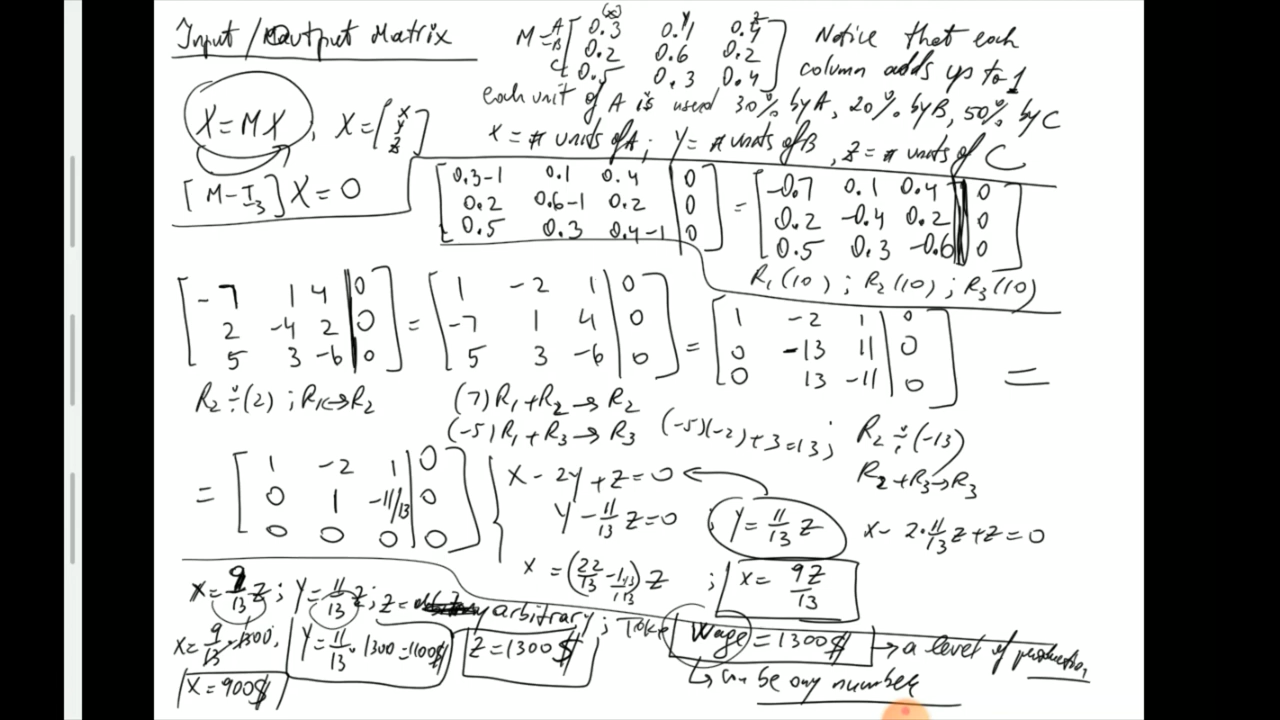 Input / Output Matrix
M = A B C [ (x) 0.3 Y 0.1 Z 0.4
0.2 0.6 0.2
0.5 0.3 0.4 ]
Notice that each
column adds up to 1
each unit of A is used 30% by A, 20% by B, 50% by C
X = MX, X = [ x y z ]
x = # units of A; Y = # units of B, Z = # units of C
[M - I3] X = 0
[ 0.3-1 0.1 0.4 | 0
0.2 0.6-1 0.2 | 0
0.5 0.3 0.4-1 | 0 ]
= [ -0.7 0.1 0.4 | 0
0.2 -0.4 0.2 | 0
0.5 0.3 -0.6 | 0 ]
R1(10); R2(10); R3(10)
[ -7 1 4 | 0
2 -4 2 | 0
5 3 -6 | 0 ]
= [ 1 -2 1 | 0
-7 1 4 | 0
5 3 -6 | 0 ]
= [ 1 -2 1 | 0
0 -13 11 | 0
0 13 -11 | 0 ] =
R2 ÷ (2); R1 ↔ R2
(7)R1 + R2 → R2
(-5)R1 + R3 → R3
(-5)(-2) + 3 = 13;
R2 ÷ (-13)
R2 + R3 → R3
= [ 1 -2 1 | 0
0 1 -11/13 | 0
0 0 0 | 0 ]
x - 2y + z = 0 ←
Y - 11/13 Z = 0; Y = 11/13 Z
x - 2·11/13 z + z = 0
x = (22/13 - 13/13) Z; x = 9Z/13
x = 9/13 Z; Y = 11/13 Z; Z = arbitrary; Take Wage = 1300$ → a level of production,
x = 9/13 · 1300; Y = 11/13 · 1300 = 1100$ Z = 1300$
↳ can be any number
x = 900$